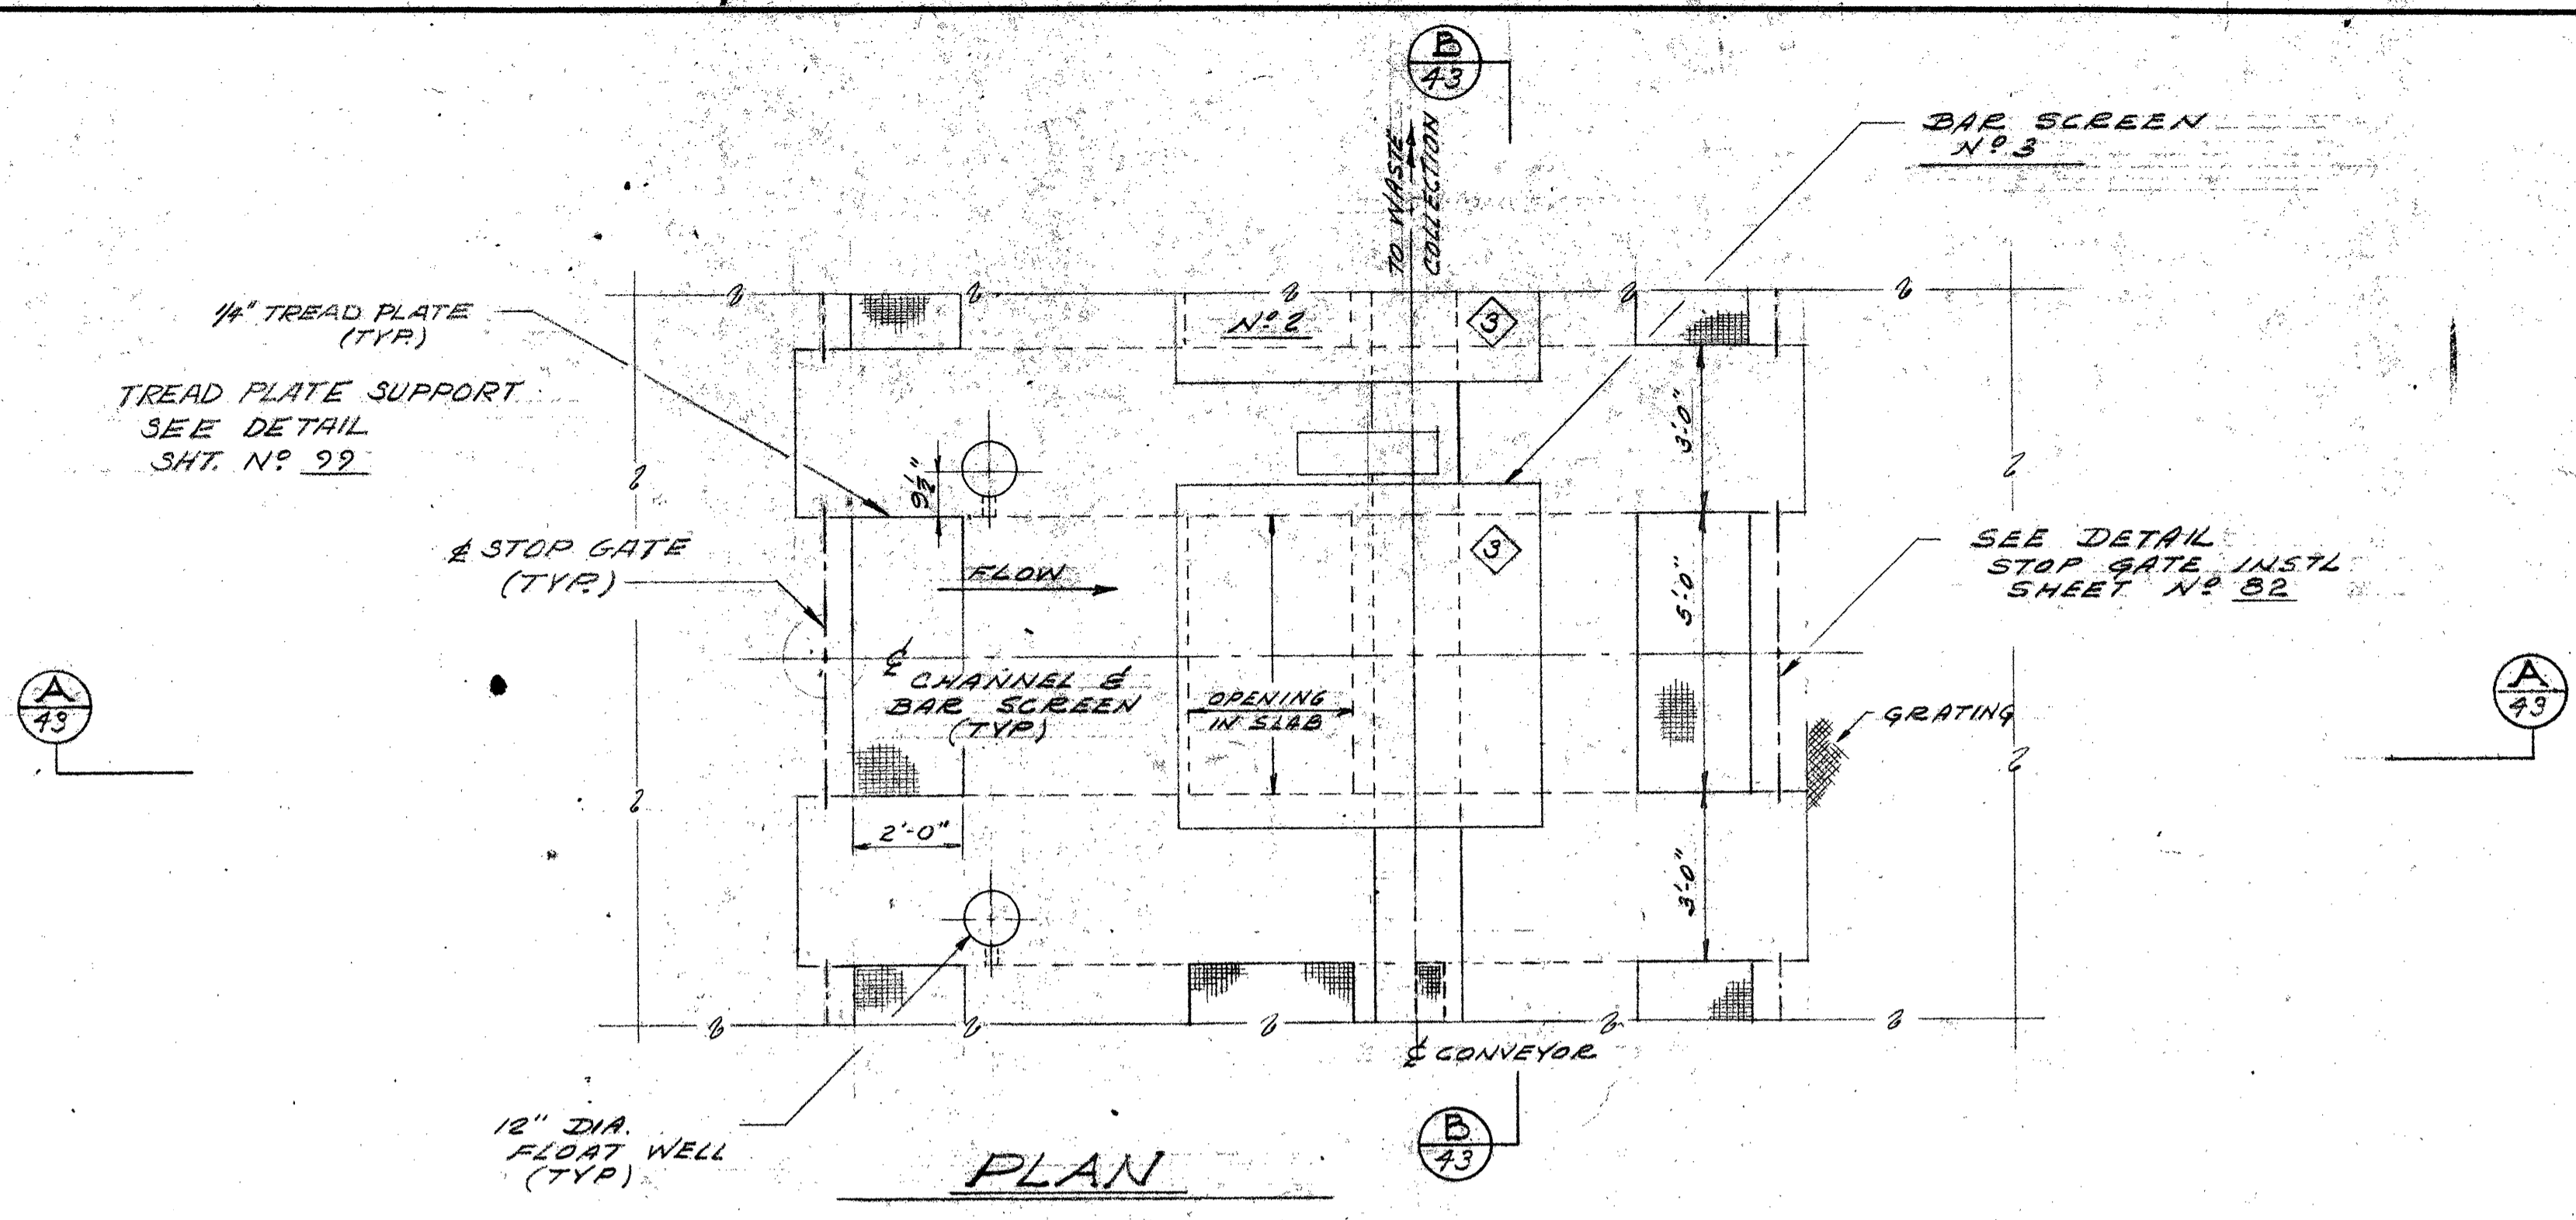 B
43
TO WASTE
COLLECTION
BAR SCREEN
Nº 3
1/4" TREAD PLATE
(TYP.)
Nº 2
3
TREAD PLATE SUPPORT
SEE DETAIL
SHT. Nº 99
3'-0"
9½"
℄ STOP GATE
(TYP.)
FLOW
3
5'-0"
SEE DETAIL
STOP GATE INSTL
SHEET Nº 82
A
43
℄
CHANNEL &
BAR SCREEN
(TYP)
OPENING
IN SLAB
GRATING
A
43
2'-0"
3'-0"
℄ CONVEYOR
12" DIA.
FLOAT WELL
(TYP)
B
43
PLAN